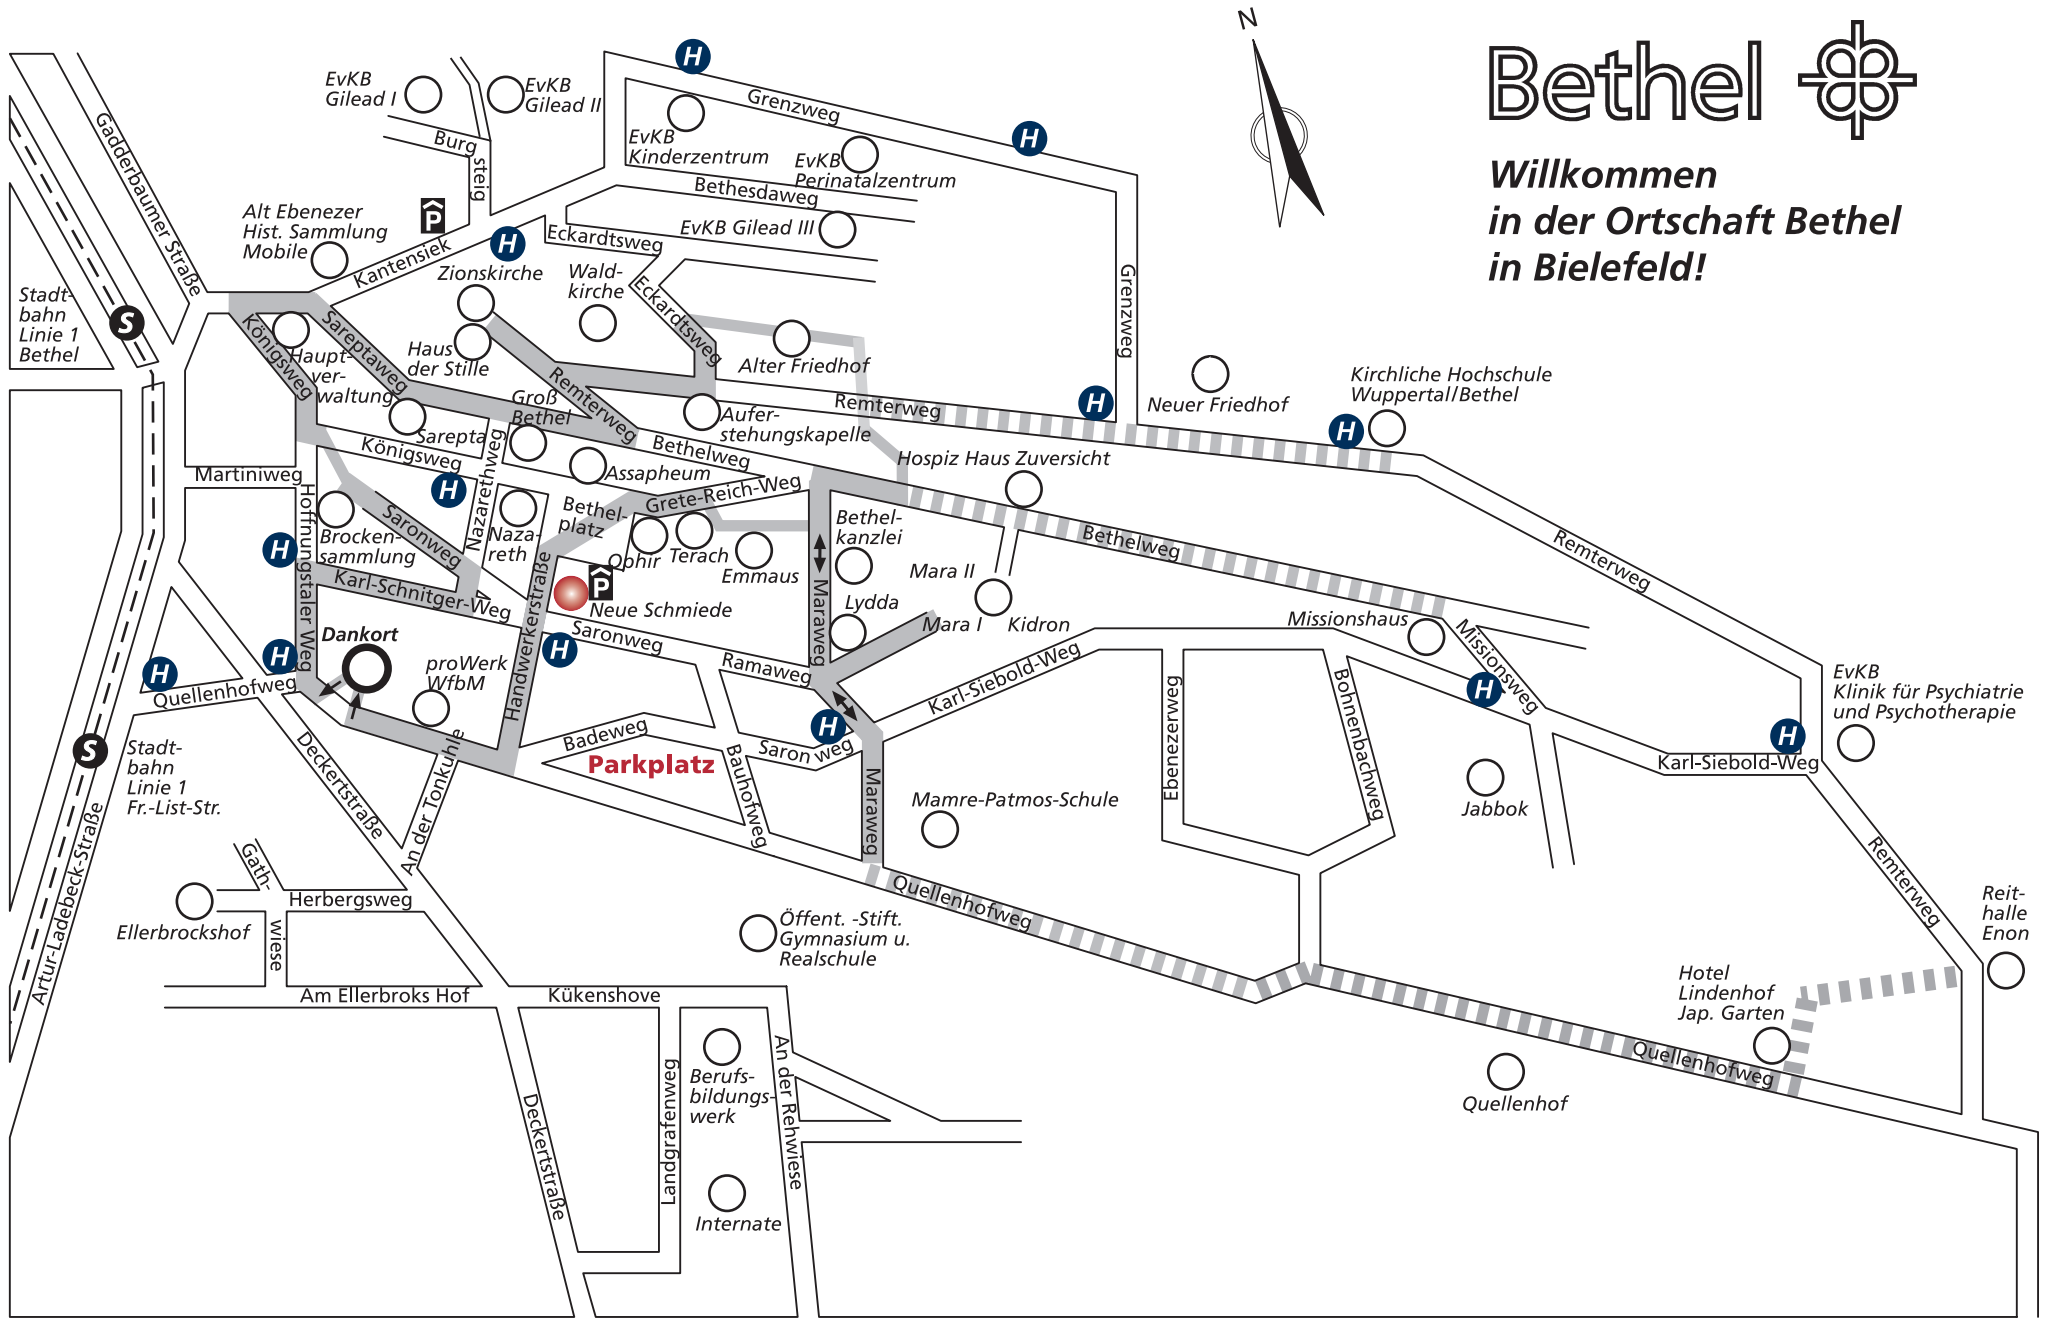 Bethel
Willkommen
in der Ortschaft Bethel
in Bielefeld!
N
H
H
H
H
H
H
H
H
H
H
H
H
H
H
S
S
P
P
EvKB
Gilead I
EvKB
Gilead II
Burg
steig
Gadderbaumer Straße
Grenzweg
EvKB
Kinderzentrum
EvKB
Perinatalzentrum
Bethesdaweg
EvKB Gilead III
Alt Ebenezer
Hist. Sammlung
Mobile
Kantensiek
Eckardtsweg
Zionskirche
Wald-
kirche
Eckardtsweg
Grenzweg
Stadt-
bahn
Linie 1
Bethel
Königsweg
Haupt-
ver-
waltung
Sareptaweg
Haus
der Stille
Remterweg
Alter Friedhof
Groß
Bethel
Aufer-
stehungskapelle
Remterweg
Neuer Friedhof
Kirchliche Hochschule
Wuppertal/Bethel
Sarepta
Königsweg
Bethelweg
Assapheum
Hospiz Haus Zuversicht
Martiniweg
Grete-Reich-Weg
Nazarethweg
Hoffnungstaler Weg
Saronweg
Brocken-
sammlung
Naza-
reth
Bethel-
platz
Ophir
Terach
Emmaus
Bethel-
kanzlei
Bethelweg
Remterweg
Karl-Schnitger-Weg
Neue Schmiede
Maraweg
Lydda
Mara II
Mara I
Kidron
Missionshaus
Missionsweg
Dankort
Handwerkerstraße
Saronweg
Ramaweg
Karl-Siebold-Weg
proWerk
WfbM
Quellenhofweg
EvKB
Klinik für Psychiatrie
und Psychotherapie
Ebenezerweg
Bohnenbachweg
Badeweg
Parkplatz
Saron weg
Bauhofweg
Karl-Siebold-Weg
Stadt-
bahn
Linie 1
Fr.-List-Str.
Deckertstraße
An der Tonkuhle
Maraweg
Mamre-Patmos-Schule
Jabbok
Artur-Ladebeck-Straße
Gath-
wiese
Herbergsweg
Ellerbrockshof
Quellenhofweg
Remterweg
Reit-
halle
Enon
Öffent. -Stift.
Gymnasium u.
Realschule
Hotel
Lindenhof
Jap. Garten
Am Ellerbroks Hof
Kükenshove
Quellenhofweg
Quellenhof
Berufs-
bildungs-
werk
An der Rehwiese
Landgrafenweg
Deckertstraße
Internate